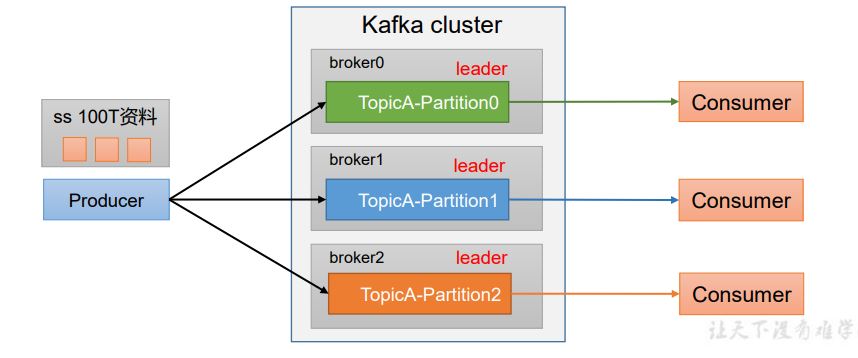 Kafka cluster
broker0
leader
TopicA-Partition0
Consumer
ss 100T资料
Producer
broker1
leader
TopicA-Partition1
Consumer
broker2
leader
TopicA-Partition2
Consumer
让天下没有难学